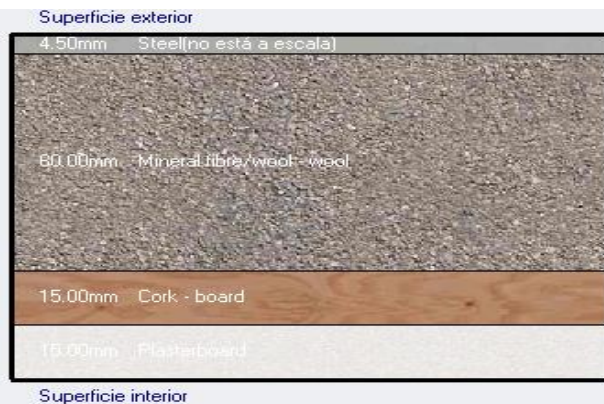 Superficie exterior
4.50mm Steel(no está a escala)
60.00mm Mineral fibre/wool - wool
15.00mm Cork - board
15.00mm Plasterboard
Superficie interior